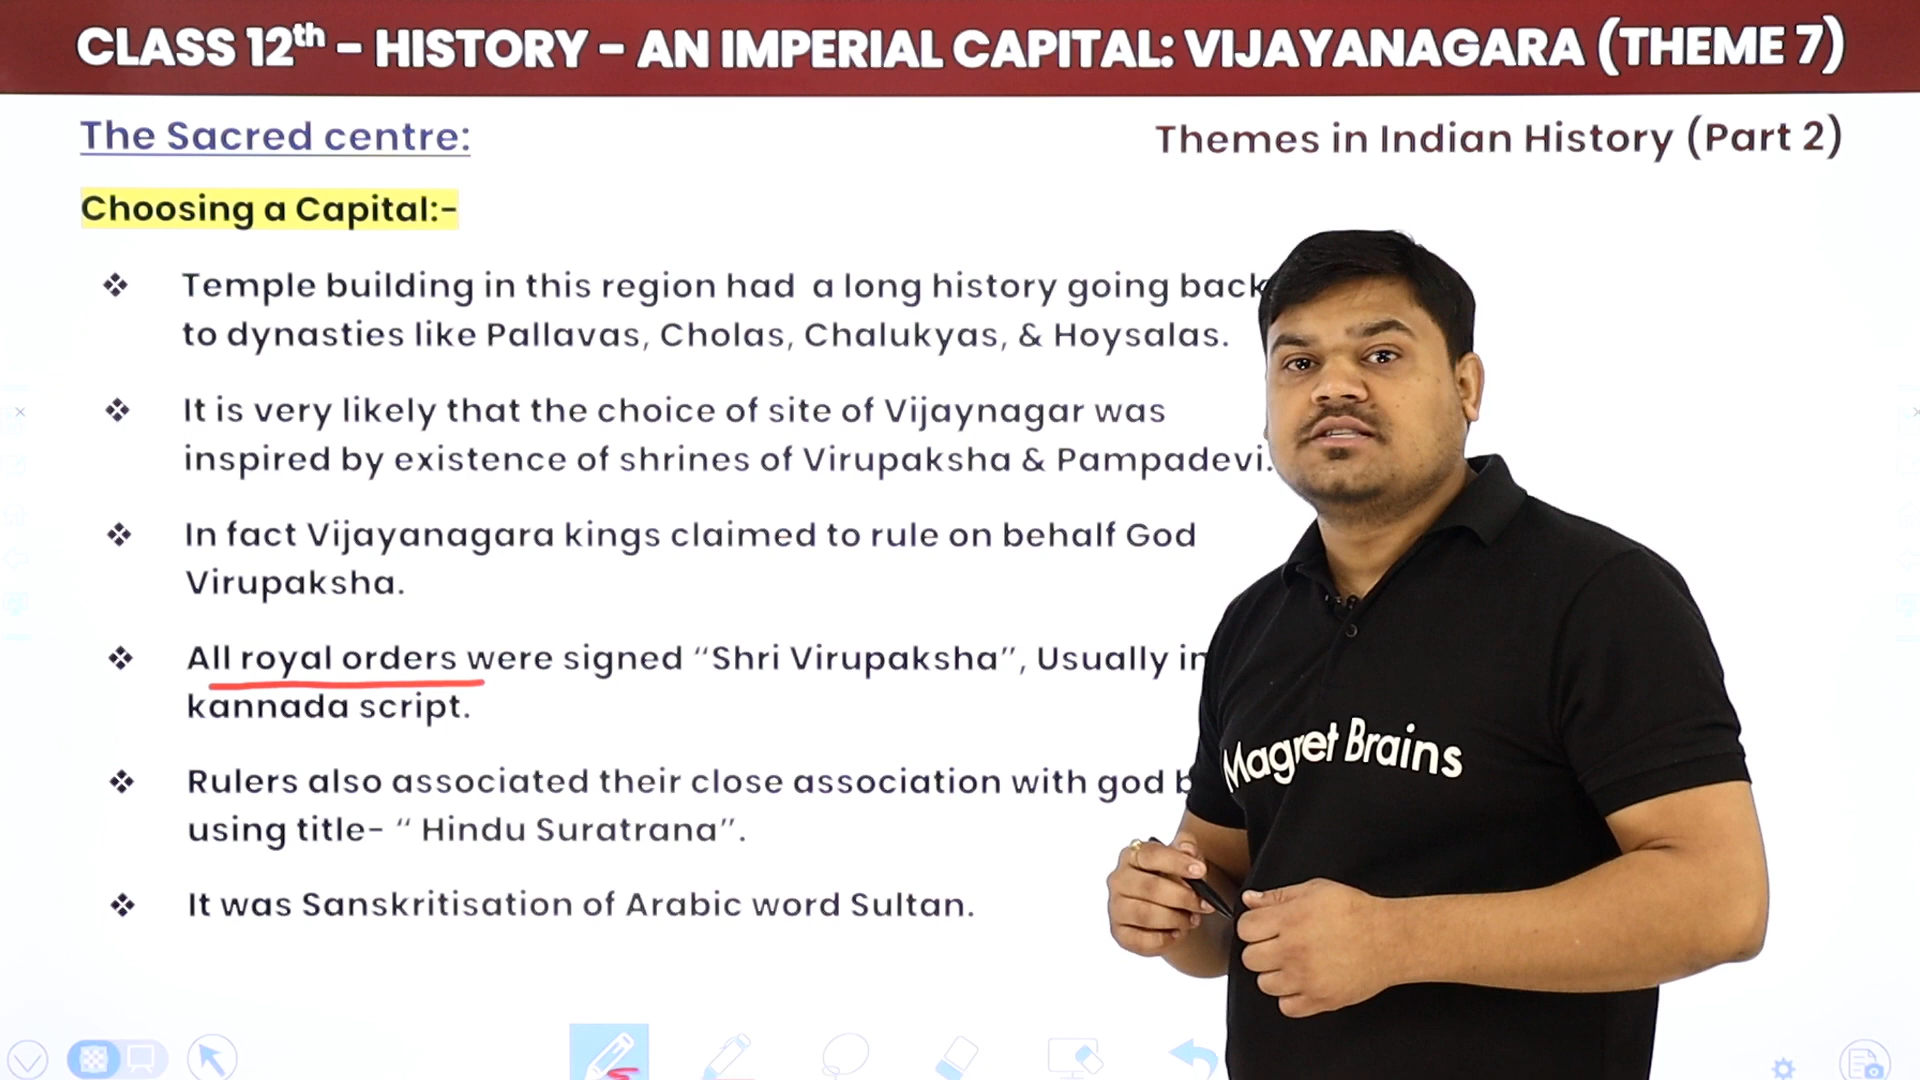 CLASS 12th - HISTORY - AN IMPERIAL CAPITAL: VIJAYANAGARA (THEME 7)
The Sacred centre:
Themes in Indian History (Part 2)
Choosing a Capital:-
Temple building in this region had a long history going back
to dynasties like Pallavas, Cholas, Chalukyas, & Hoysalas.
It is very likely that the choice of site of Vijaynagar was
inspired by existence of shrines of Virupaksha & Pampadevi.
In fact Vijayanagara kings claimed to rule on behalf God
Virupaksha.
All royal orders were signed “Shri Virupaksha”, Usually in
kannada script.
Rulers also associated their close association with god
using title- “ Hindu Suratrana”.
It was Sanskritisation of Arabic word Sultan.
Magnet Brains